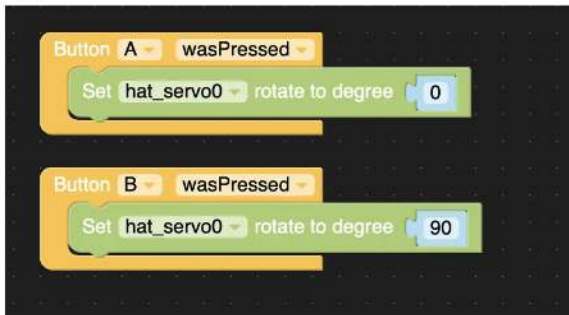 Button A wasPressed
Set hat_servo0 rotate to degree 0
Button B wasPressed
Set hat_servo0 rotate to degree 90